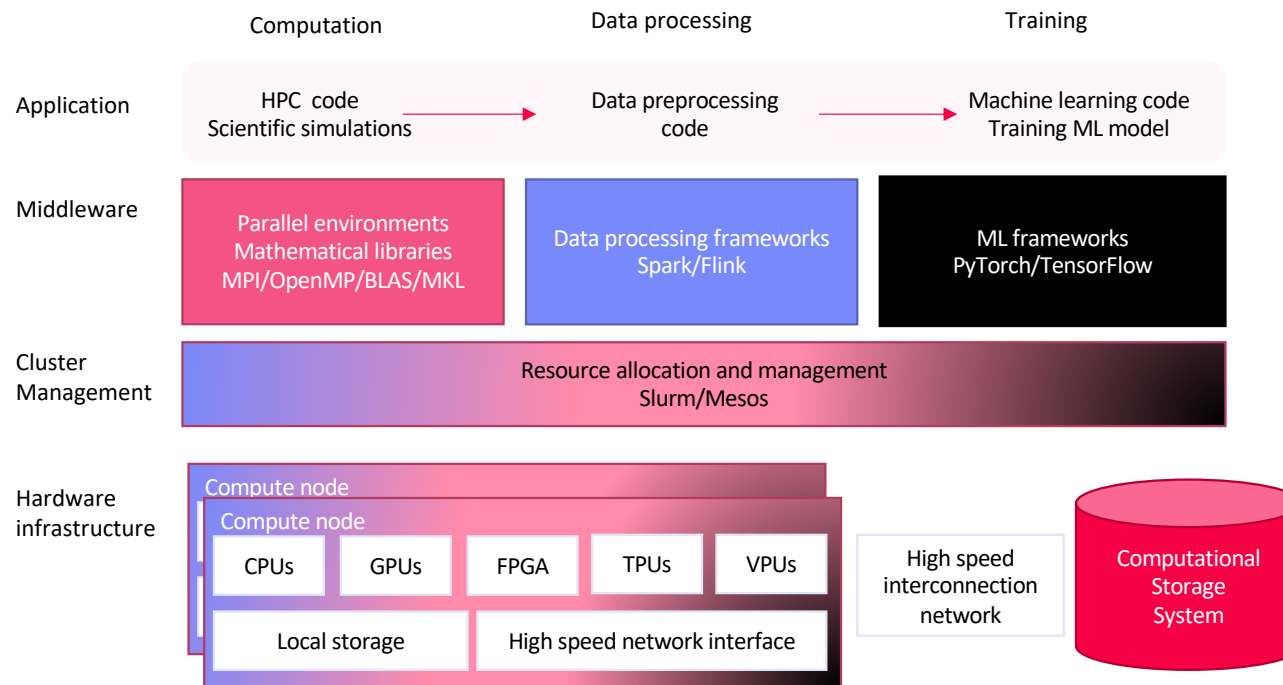 Computation
Data processing
Training
Application
HPC code
Scientific simulations
Data preprocessing
code
Machine learning code
Training ML model
Middleware
Parallel environments
Mathematical libraries
MPI/OpenMP/BLAS/MKL
Data processing frameworks
Spark/Flink
ML frameworks
PyTorch/TensorFlow
Cluster
Management
Resource allocation and management
Slurm/Mesos
Hardware
infrastructure
Compute node
Compute node
CPUs
GPUs
FPGA
TPUs
VPUs
Local storage
High speed network interface
High speed
interconnection
network
Computational
Storage
System